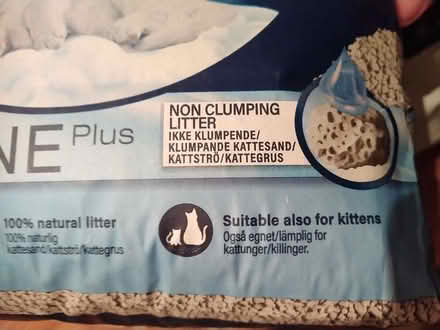 NON CLUMPING
LITTER
IKKE KLUMPENDE/
KLUMPANDE KATTESAND/
KATTSTRÖ/KATTEGRUS
NE Plus
100% natural litter
100% naturlig
kattesand/kattströ/kattegrus
Suitable also for kittens
Også egnet/lämplig for
kattunger/killinger.